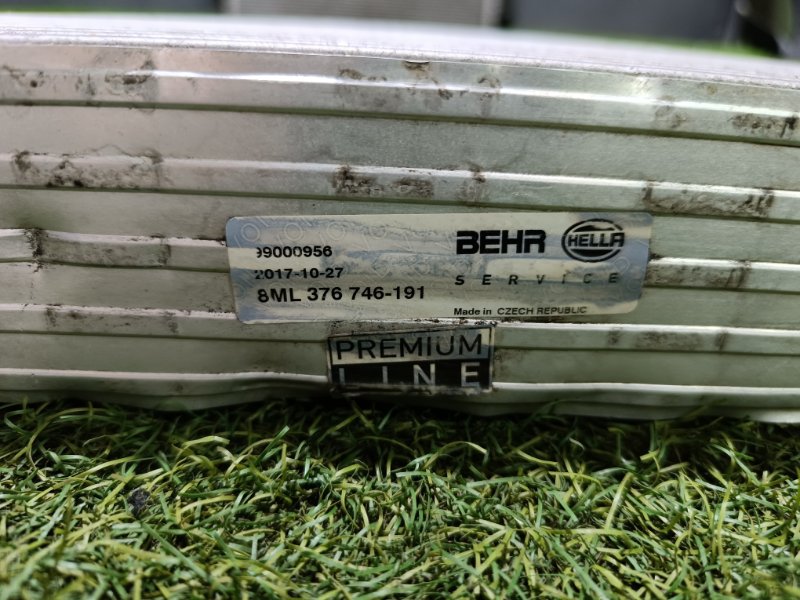 99000956
2017-10-27
8ML 376 746-191
BEHR HELLA
SERVICE
Made in CZECH REPUBLIC
PREMIUM
LINE